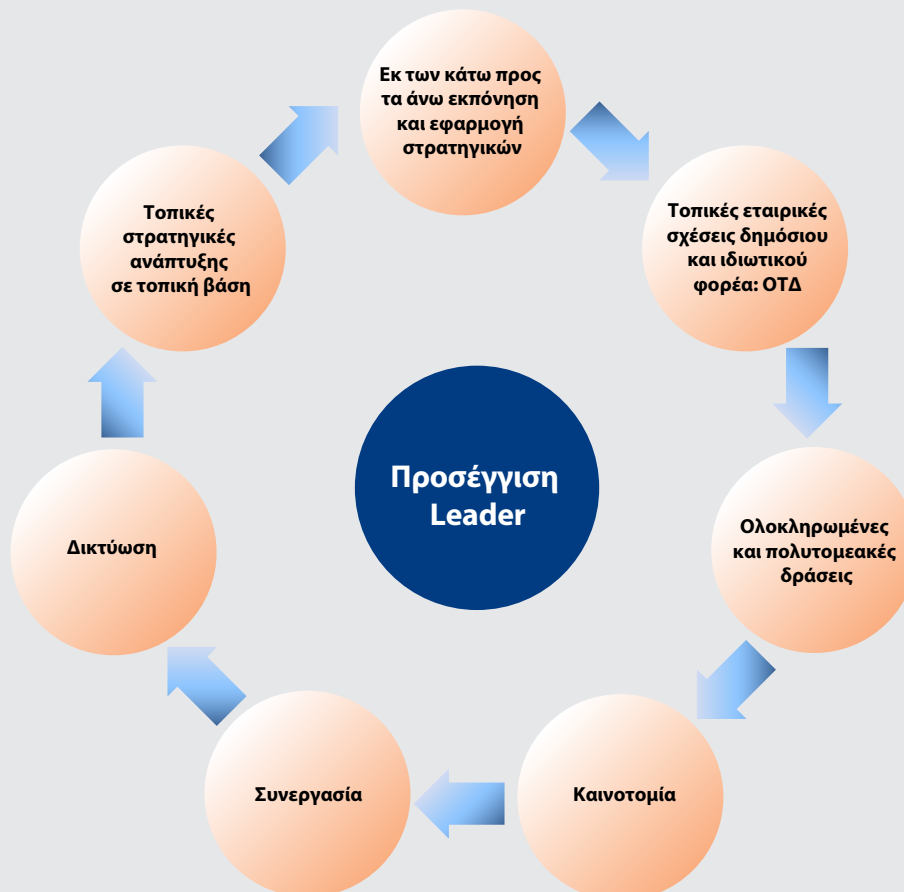 Εκ των κάτω προς
τα άνω εκπόνηση
και εφαρμογή
στρατηγικών
Τοπικές εταιρικές
σχέσεις δημόσιου
και ιδιωτικού
φορέα: ΟΤΔ
Ολοκληρωμένες
και πολυτομεακές
δράσεις
Καινοτομία
Συνεργασία
Δικτύωση
Τοπικές
στρατηγικές
ανάπτυξης
σε τοπική βάση
Προσέγγιση
Leader